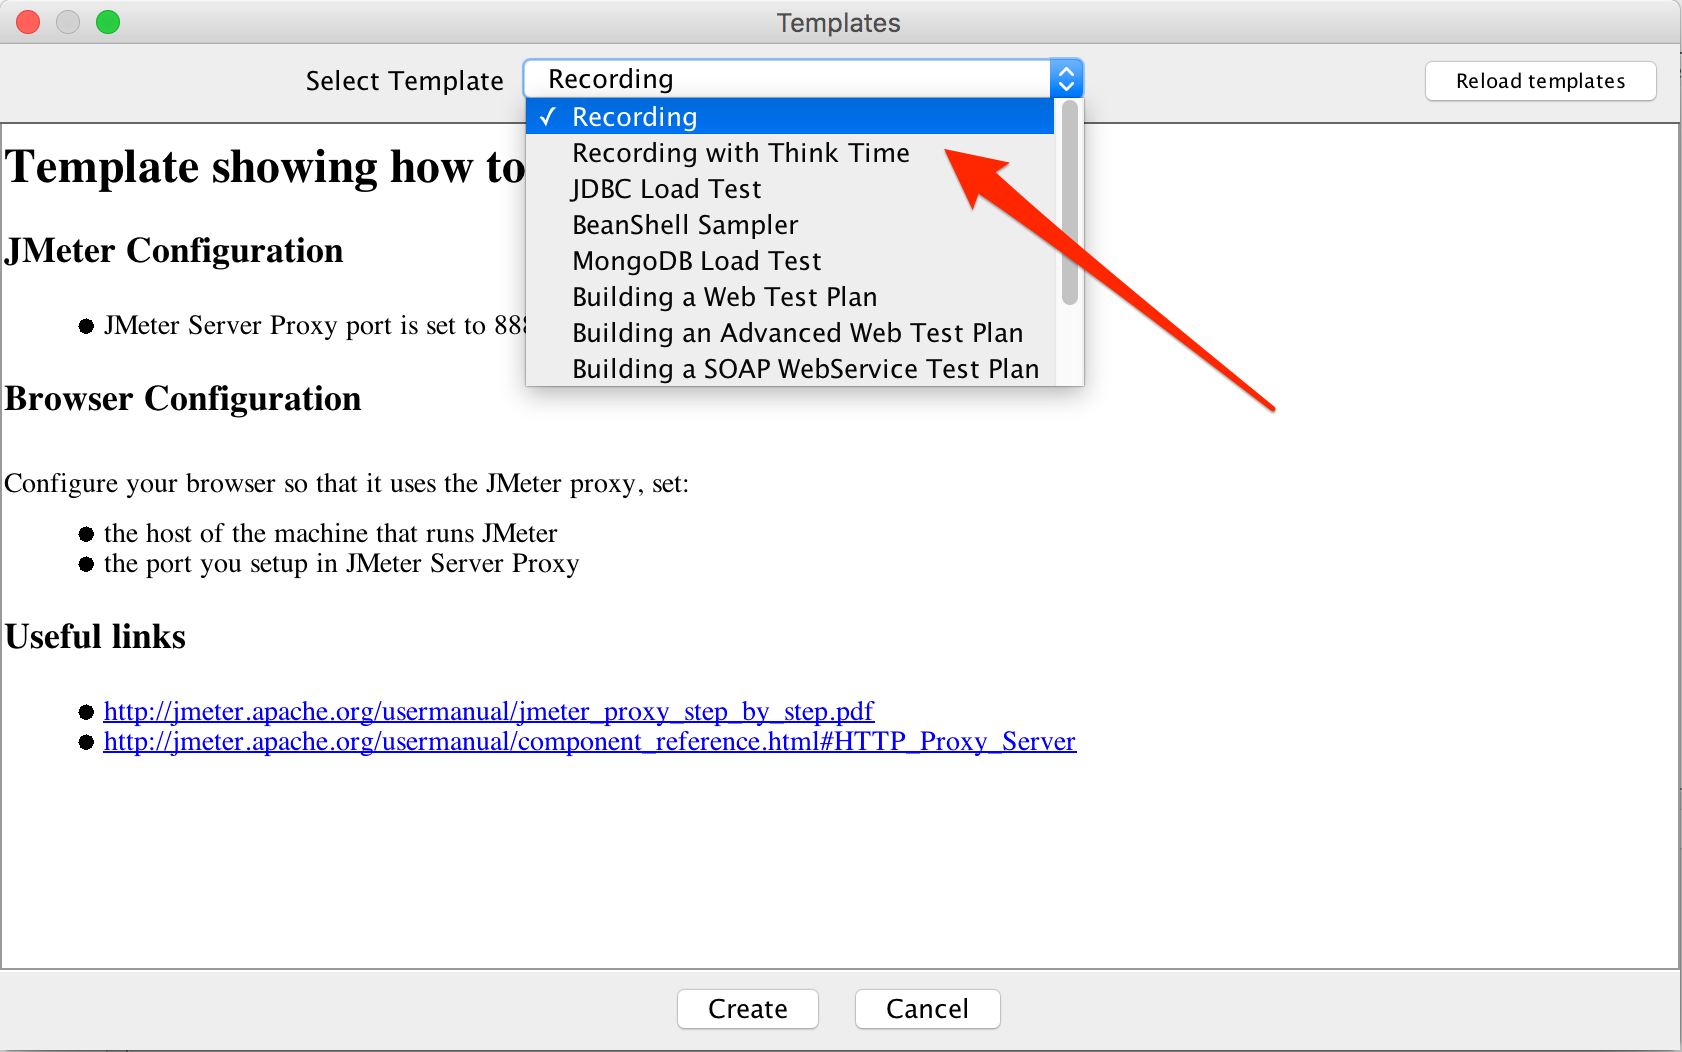 Templates
Select Template
Recording
Reload templates
✓ Recording
Recording with Think Time
JDBC Load Test
BeanShell Sampler
MongoDB Load Test
Building a Web Test Plan
Building an Advanced Web Test Plan
Building a SOAP WebService Test Plan
Template showing how to
JMeter Configuration
● JMeter Server Proxy port is set to 888
Browser Configuration
Configure your browser so that it uses the JMeter proxy, set:
● the host of the machine that runs JMeter
● the port you setup in JMeter Server Proxy
Useful links
● http://jmeter.apache.org/usermanual/jmeter_proxy_step_by_step.pdf
● http://jmeter.apache.org/usermanual/component_reference.html#HTTP_Proxy_Server
Create
Cancel